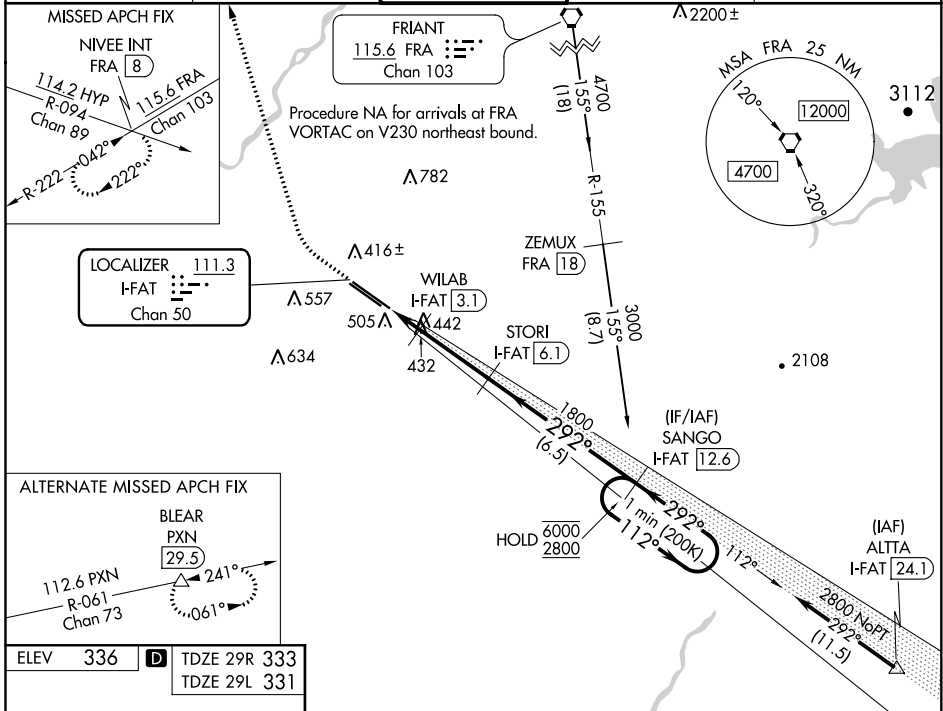 MISSED APCH FIX
NIVEE INT
FRA 8
114.2 HYP
R-094
Chan 89
115.6 FRA
Chan 103
R-222
042°
222°
FRIANT
115.6 FRA
Chan 103
Procedure NA for arrivals at FRA
VORTAC on V230 northeast bound.
2200±
4700
155°
(18)
R-155
MSA FRA 25 NM
120°
12000
4700
320°
3112
782
ZEMUX
FRA 18
3000
155°
(8.7)
LOCALIZER 111.3
I-FAT
Chan 50
416±
557
505
442
432
634
WILAB
I-FAT 3.1
STORI
I-FAT 6.1
2108
1800
292°
(6.5)
(IF/IAF)
SANGO
I-FAT 12.6
292°
1 min (200K)
112°
HOLD 6000
2800
112°
(IAF)
ALTTA
I-FAT 24.1
2800 NoPT
292°
(11.5)
ALTERNATE MISSED APCH FIX
BLEAR
PXN
29.5
112.6 PXN
R-061
Chan 73
241°
061°
ELEV 336 D TDZE 29R 333
TDZE 29L 331